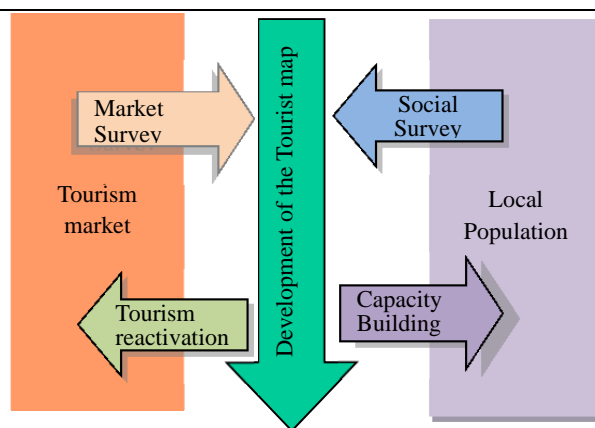 Market
Survey
Development of the Tourist map
Social
Survey
Tourism
market
Local
Population
Tourism
reactivation
Capacity
Building